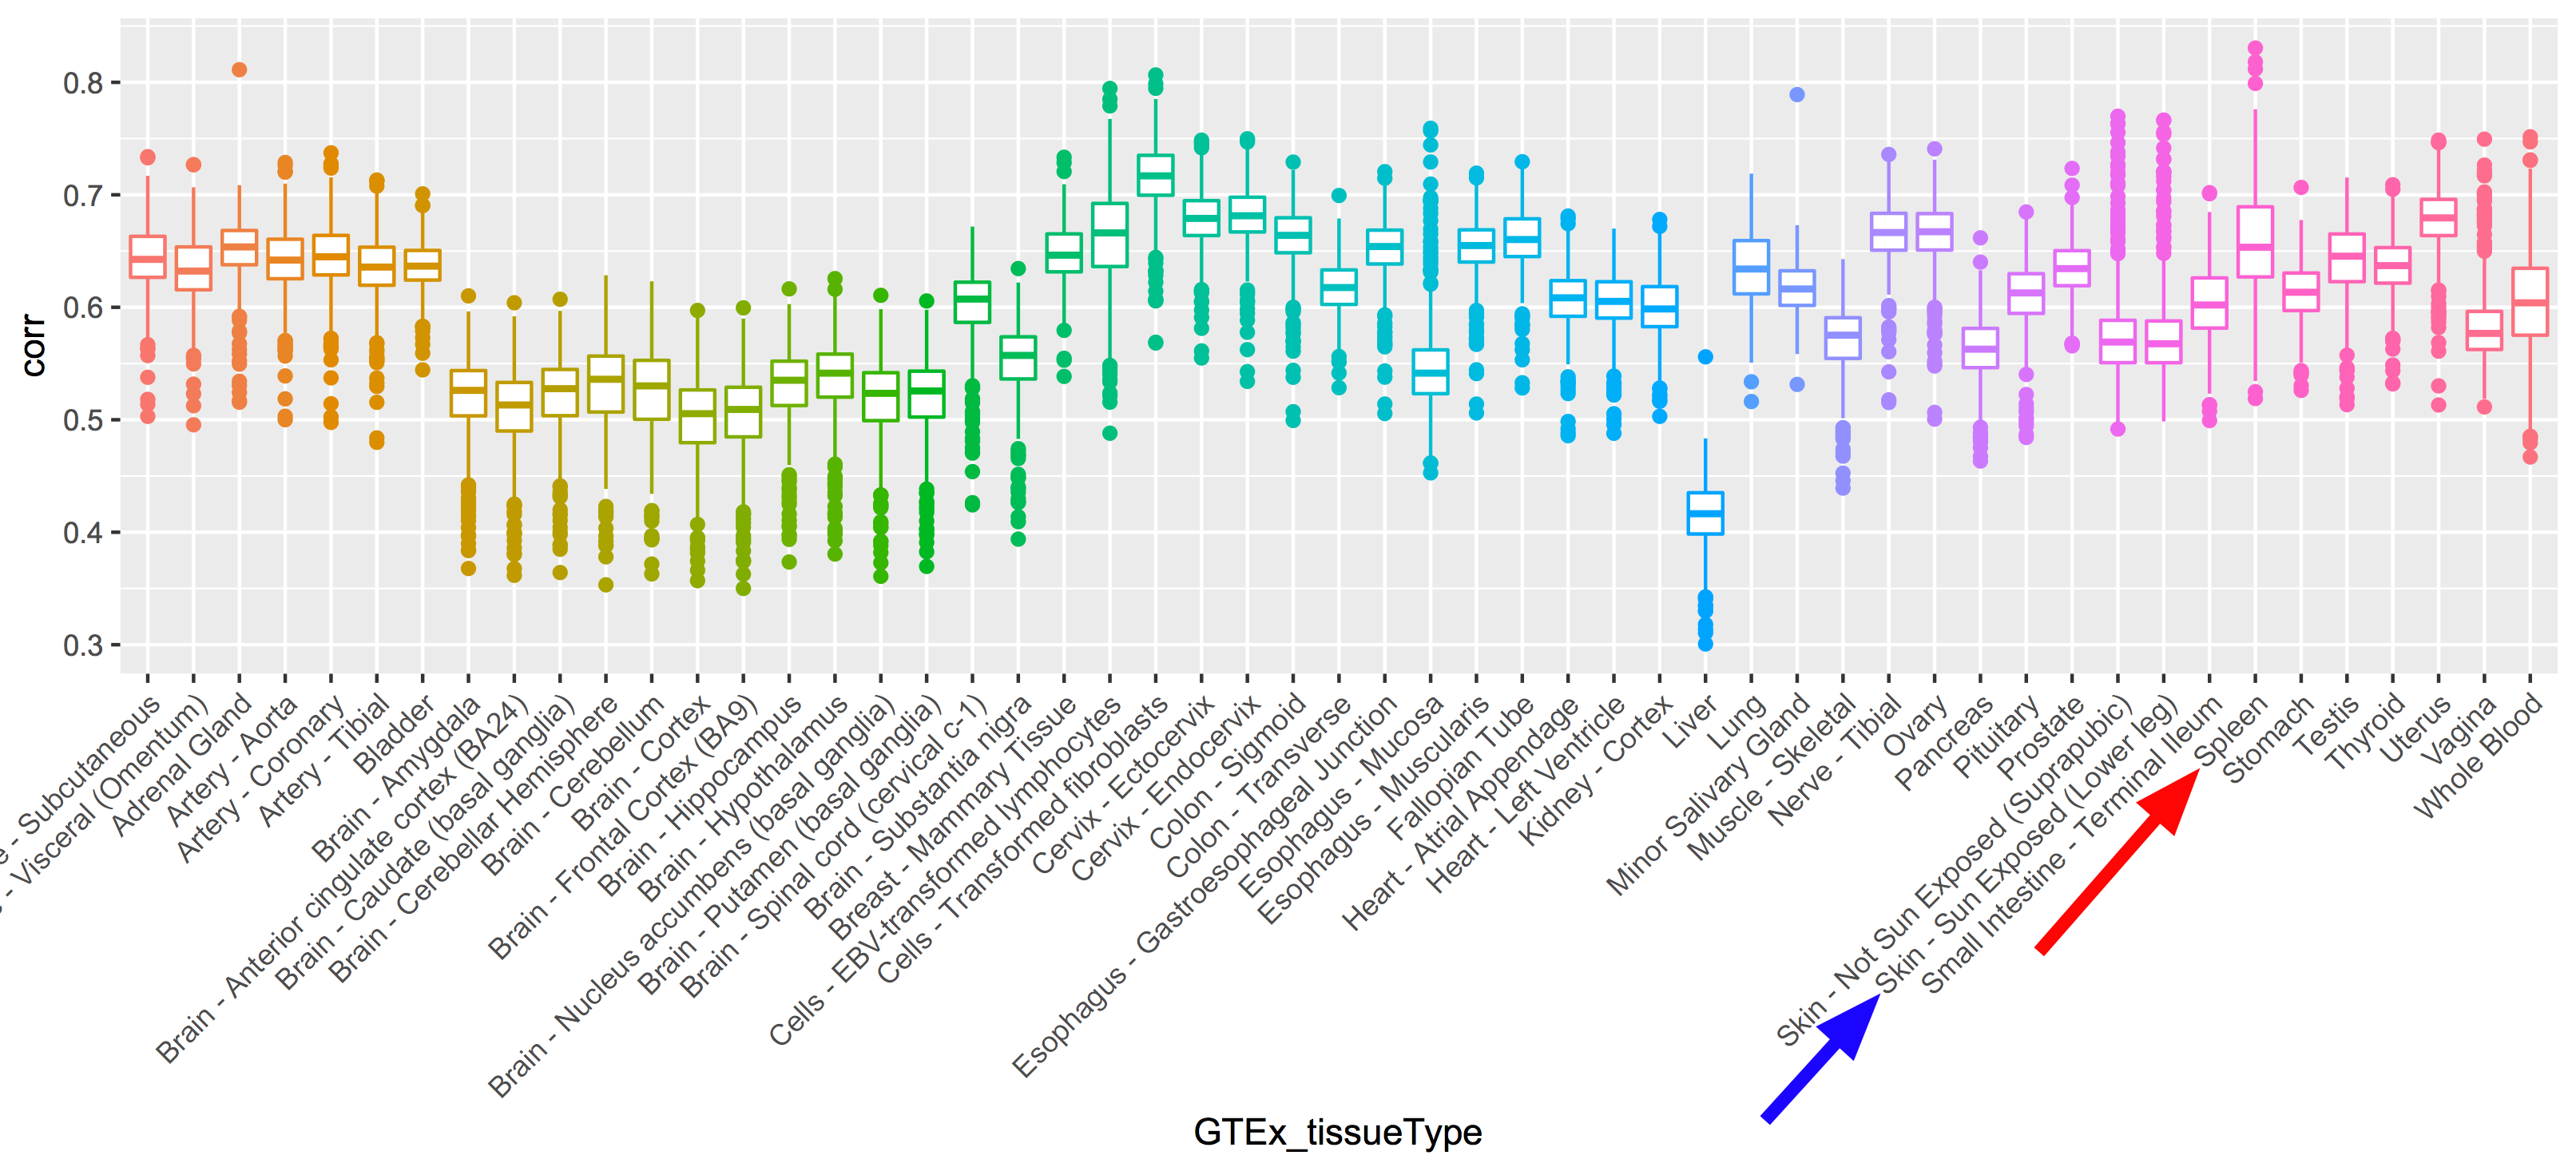 corr
0.8
0.7
0.6
0.5
0.4
0.3
- Subcutaneous
- Visceral (Omentum)
Adrenal Gland
Artery - Aorta
Artery - Coronary
Artery - Tibial
Bladder
Brain - Amygdala
Brain - Anterior cingulate cortex (BA24)
Brain - Caudate (basal ganglia)
Brain - Cerebellar Hemisphere
Brain - Cerebellum
Brain - Cortex
Brain - Frontal Cortex (BA9)
Brain - Hippocampus
Brain - Hypothalamus
Brain - Nucleus accumbens (basal ganglia)
Brain - Putamen (basal ganglia)
Brain - Spinal cord (cervical c-1)
Brain - Substantia nigra
Breast - Mammary Tissue
Cells - EBV-transformed lymphocytes
Cells - Transformed fibroblasts
Cervix - Ectocervix
Cervix - Endocervix
Colon - Sigmoid
Colon - Transverse
Esophagus - Gastroesophageal Junction
Esophagus - Mucosa
Esophagus - Muscularis
Fallopian Tube
Heart - Atrial Appendage
Heart - Left Ventricle
Kidney - Cortex
Liver
Lung
Minor Salivary Gland
Muscle - Skeletal
Nerve - Tibial
Ovary
Pancreas
Pituitary
Prostate
Skin - Not Sun Exposed (Suprapubic)
Skin - Sun Exposed (Lower leg)
Small Intestine - Terminal Ileum
Spleen
Stomach
Testis
Thyroid
Uterus
Vagina
Whole Blood
GTEx_tissueType